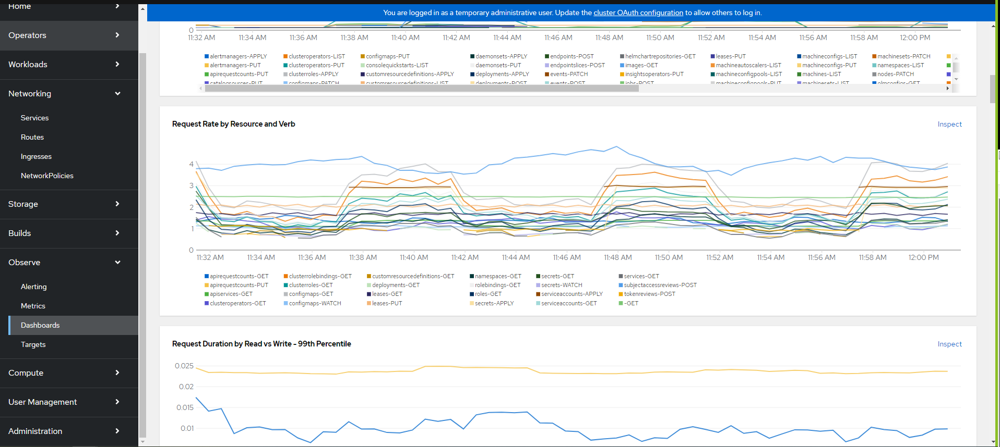 You are logged in as a temporary administrative user. Update the cluster OAuth configuration to allow others to log in.
Home
Operators
Workloads
Networking
Services
Routes
Ingresses
NetworkPolicies
Storage
Builds
Observe
Alerting
Metrics
Dashboards
Targets
Compute
User Management
Administration
0
11:32 AM 11:34 AM 11:36 AM 11:38 AM 11:40 AM 11:42 AM 11:44 AM 11:46 AM 11:48 AM 11:50 AM 11:52 AM 11:54 AM 11:56 AM 11:58 AM 12:00 PM
alertmanagers-APPLY clusteroperators-LIST configmaps-PUT daemonsets-APPLY endpoints-POST helmchartrepositories-GET leases-PUT machineconfigs-LIST machinesets-PATCH
alertmanagers-PUT clusteroperators-PUT consolequickstarts-LIST daemonsets-PUT endpointslices-POST images-GET machineautoscalers-LIST machineconfigs-PUT namespaces-LIST
apirequestcounts-PUT clusterroles-APPLY customresourcedefinitions-APPLY deployments-APPLY events-PATCH insightsoperators-PUT machineconfigpools-LIST machines-LIST nodes-PATCH
catalogsources-PUT configmaps-PATCH customresourcedefinitions-LIST deployments-POST events-POST jobs-POST machineconfigpools-PUT machinesets-LIST olmconfigs-GET
Request Rate by Resource and Verb
Inspect
4
3
2
1
0
11:32 AM 11:34 AM 11:36 AM 11:38 AM 11:40 AM 11:42 AM 11:44 AM 11:46 AM 11:48 AM 11:50 AM 11:52 AM 11:54 AM 11:56 AM 11:58 AM 12:00 PM
apirequestcounts-GET clusterrolebindings-GET customresourcedefinitions-GET namespaces-GET secrets-GET services-GET
apirequestcounts-PUT clusterroles-GET deployments-GET rolebindings-GET secrets-WATCH subjectaccessreviews-POST
apiservices-GET configmaps-GET leases-GET roles-GET serviceaccounts-APPLY tokenreviews-POST
clusteroperators-GET configmaps-WATCH leases-PUT secrets-APPLY serviceaccounts-GET -GET
Request Duration by Read vs Write - 99th Percentile
Inspect
0.025
0.02
0.015
0.01